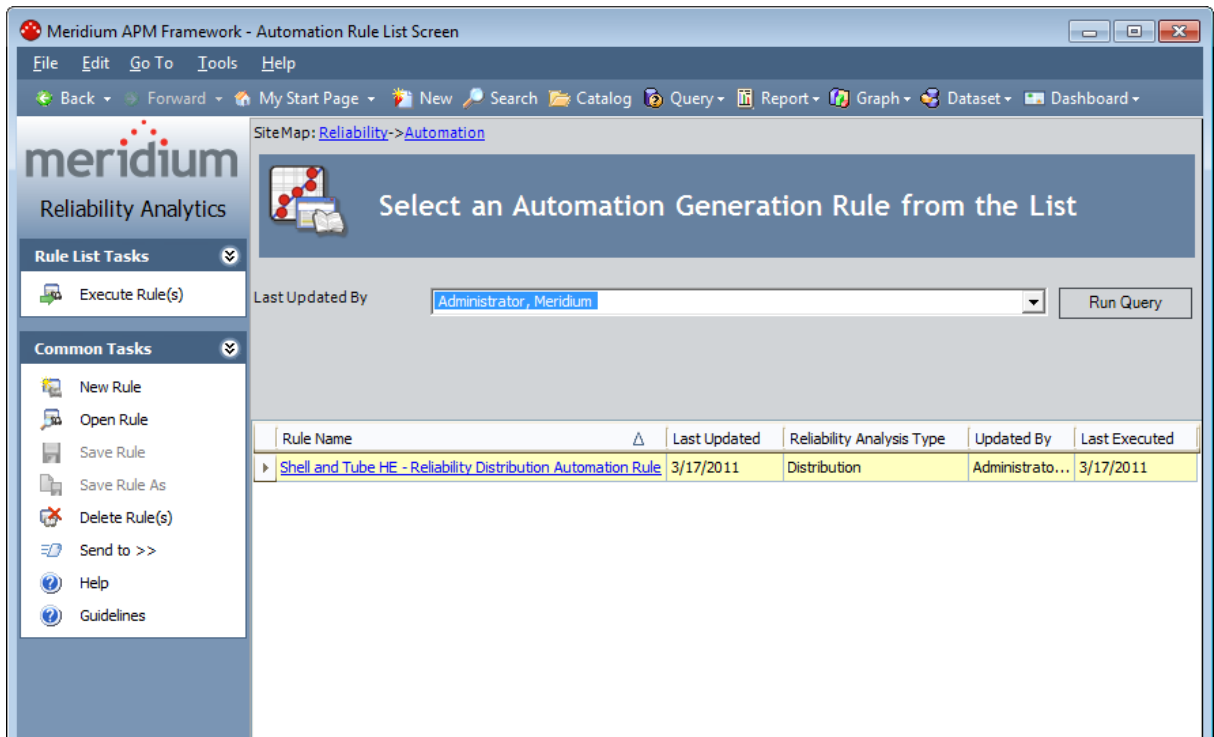 Meridium APM Framework - Automation Rule List Screen
File Edit Go To Tools Help
Back Forward My Start Page New Search Catalog Query Report Graph Dataset Dashboard
meridium
Reliability Analytics
Rule List Tasks
Execute Rule(s)
Common Tasks
New Rule
Open Rule
Save Rule
Save Rule As
Delete Rule(s)
Send to >>
Help
Guidelines
SiteMap: Reliability->Automation
Select an Automation Generation Rule from the List
Last Updated By Administrator, Meridium Run Query
Rule Name Last Updated Reliability Analysis Type Updated By Last Executed
Shell and Tube HE - Reliability Distribution Automation Rule 3/17/2011 Distribution Administrato... 3/17/2011